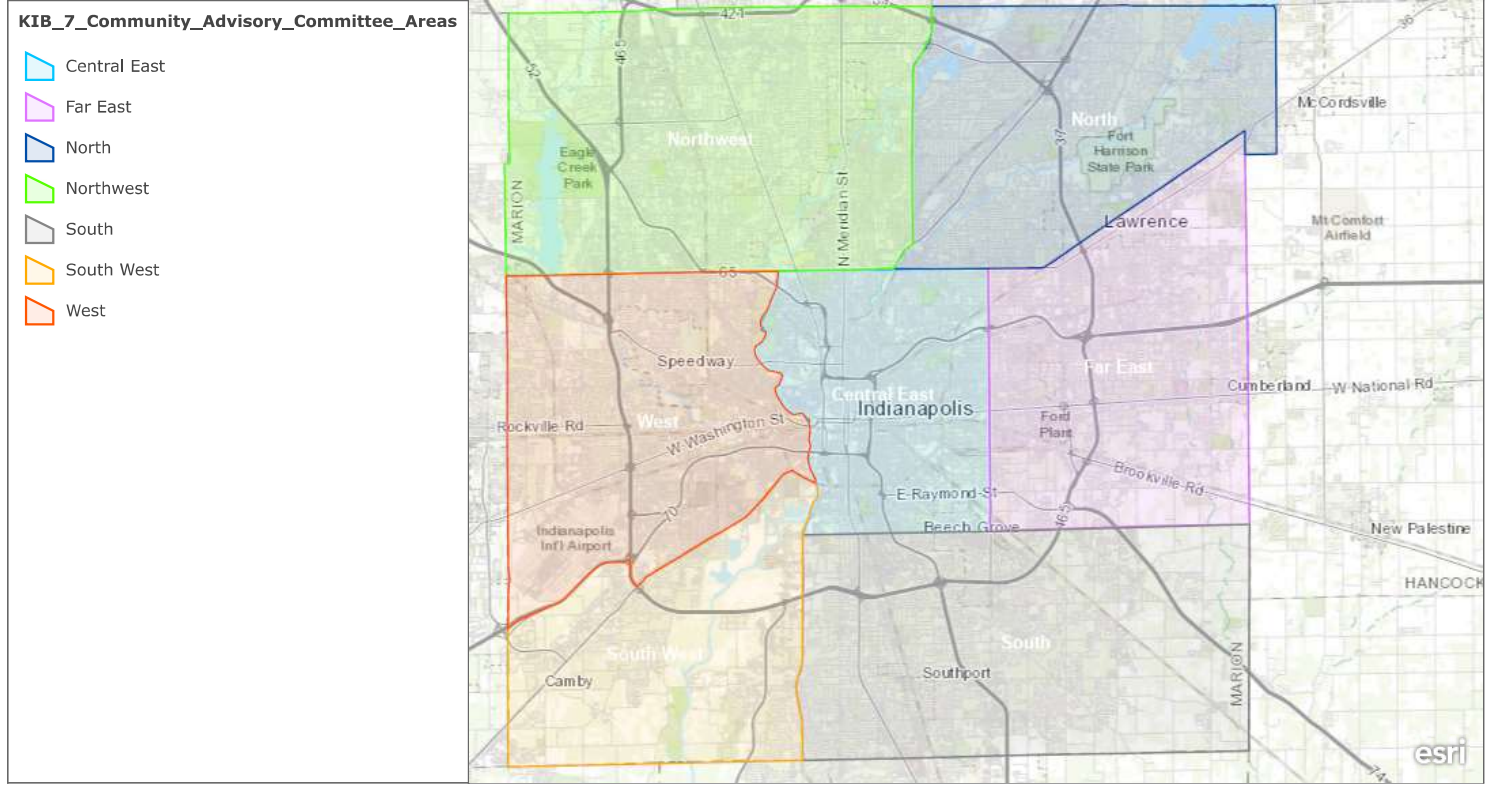 KIB_7_Community_Advisory_Committee_Areas
Central East
Far East
North
Northwest
South
South West
West
421
465
52
36
McCordsville
North
Northwest
37
Fort
Harrison
State Park
Eagle
Creek
Park
MARION
N Meridian St
Lawrence
Mt Comfort
Airfield
65
Speedway
Far East
Cumberland
W National Rd
Central East
Indianapolis
Rockville Rd
West
W Washington St
Ford
Plant
Brookville Rd
E Raymond St
70
465
Beech Grove
New Palestine
Indianapolis
Int'l Airport
HANCOCK
South
South West
Southport
Camby
MARION
esri
74